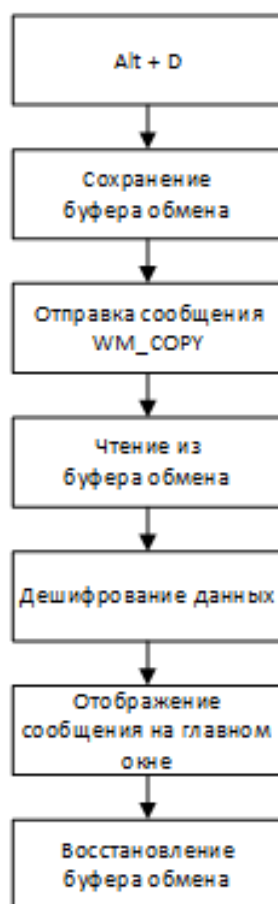 Alt + D
Сохранение
буфера обмена
Отправка сообщения
WM_COPY
Чтение из
буфера обмена
Дешифрование данных
Отображение
сообщения на главном
окне
Восстановление
буфера обмена